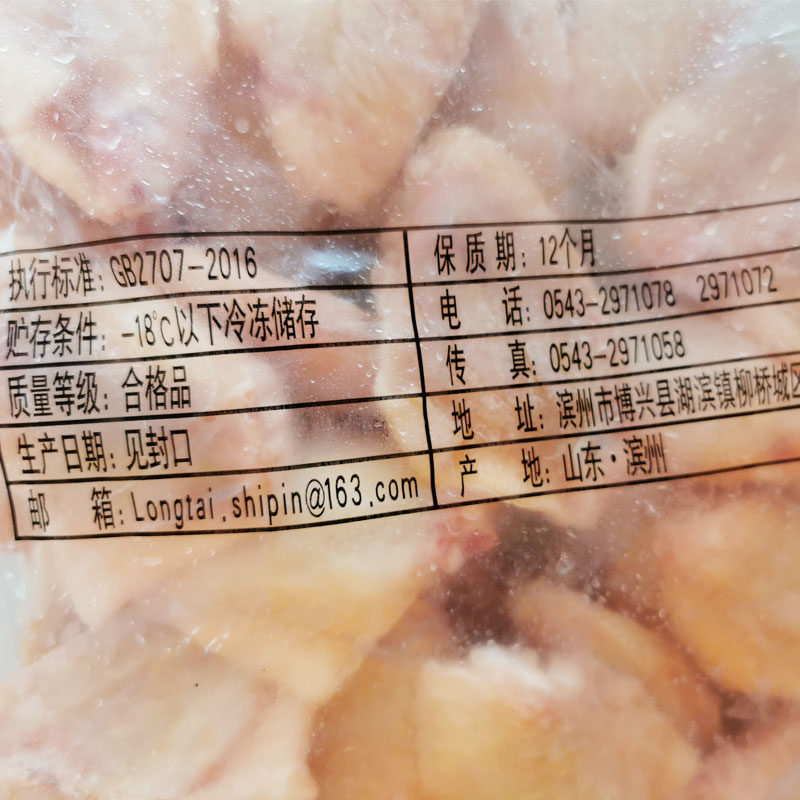 执行标准: GB2707-2016
贮存条件: -18℃以下冷冻储存
质量等级: 合格品
生产日期: 见封口
邮 箱: Longtai.shipin@163.com
保质期: 12个月
电 话: 0543-2971078 2971072
传 真: 0543-2971058
地 址: 滨州市博兴县湖滨镇柳桥城区
产 地: 山东·滨州